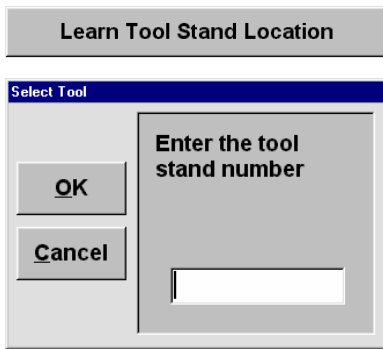 Learn Tool Stand Location
Select Tool
Enter the tool
stand number
OK
Cancel